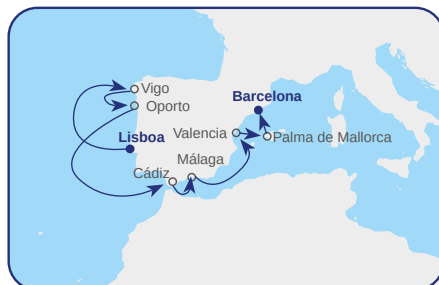 Vigo
Oporto
Barcelona
Lisboa
Valencia
Palma de Mallorca
Málaga
Cádiz